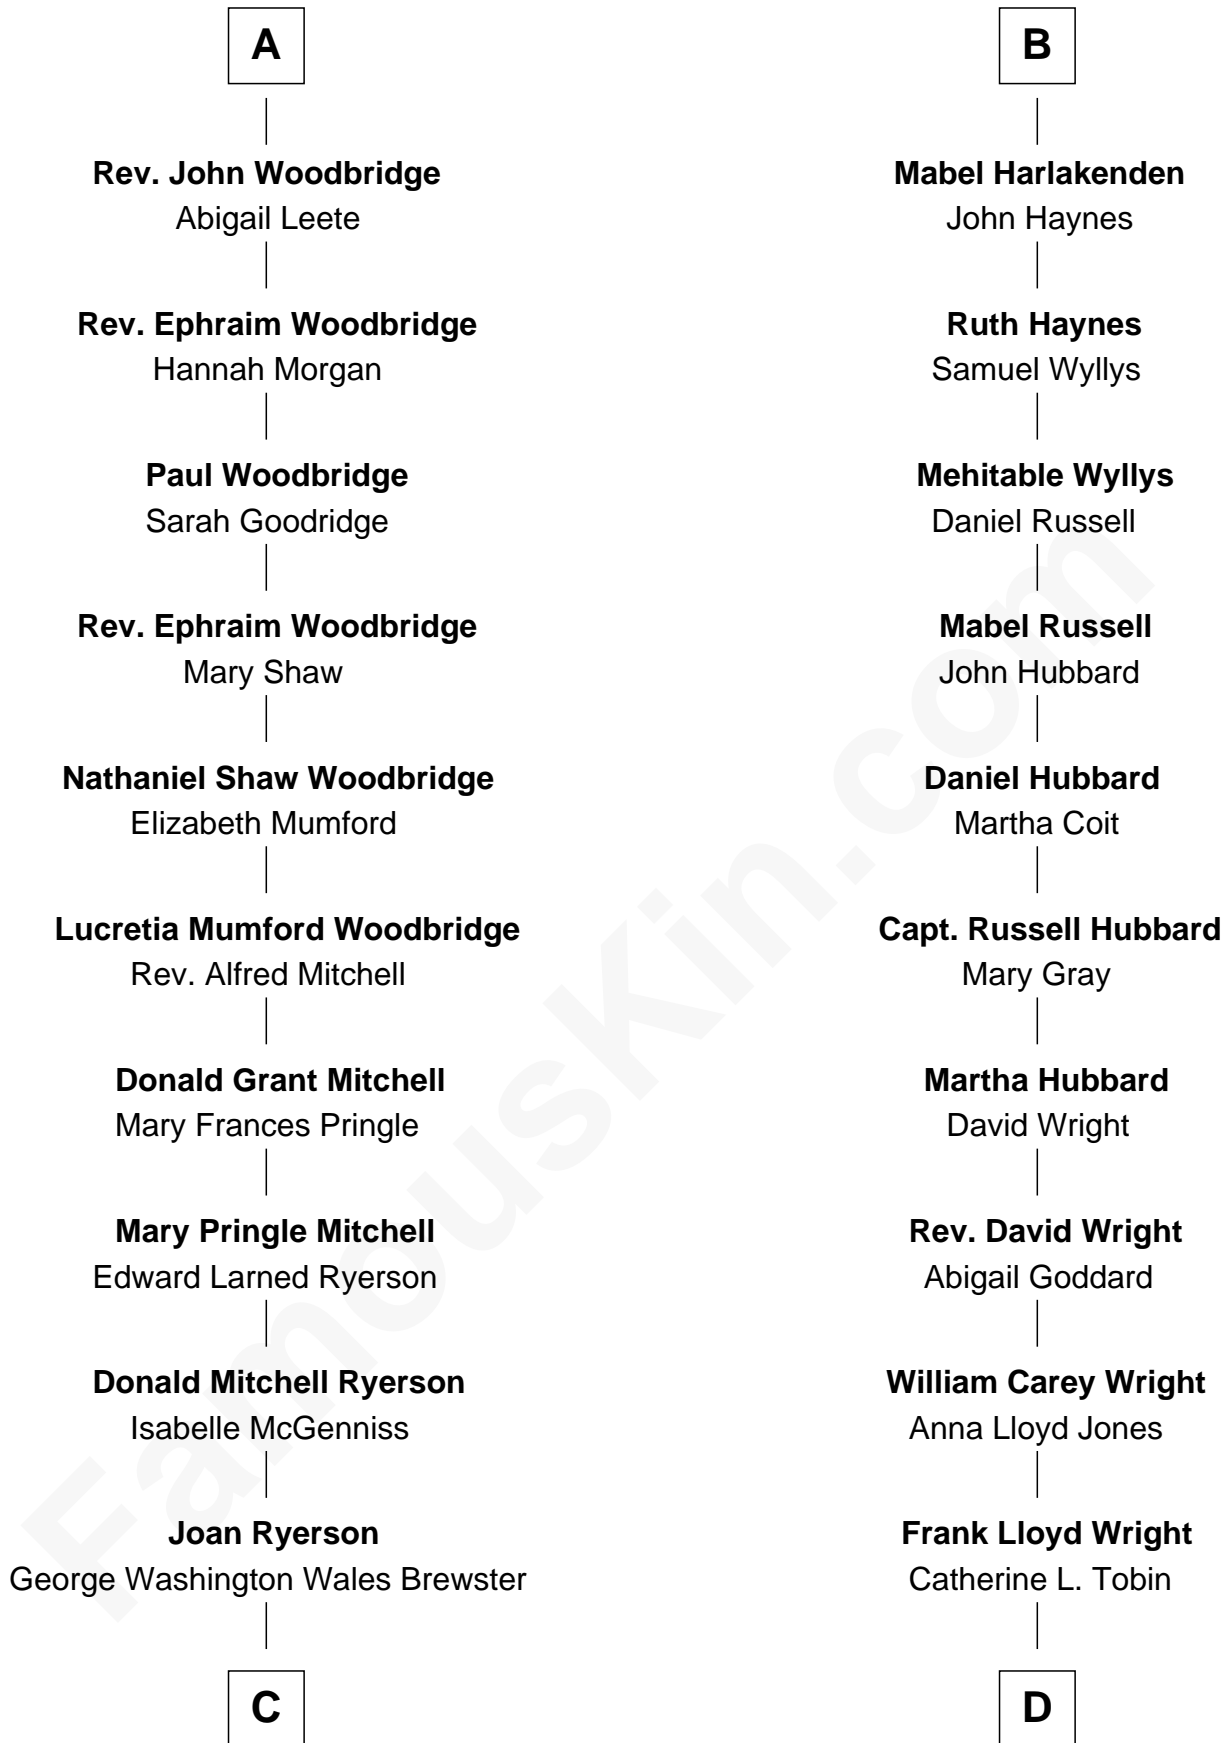 A
Rev. John Woodbridge
Abigail Leete
Rev. Ephraim Woodbridge
Hannah Morgan
Paul Woodbridge
Sarah Goodridge
Rev. Ephraim Woodbridge
Mary Shaw
Nathaniel Shaw Woodbridge
Elizabeth Mumford
Lucretia Mumford Woodbridge
Rev. Alfred Mitchell
Donald Grant Mitchell
Mary Frances Pringle
Mary Pringle Mitchell
Edward Larned Ryerson
Donald Mitchell Ryerson
Isabelle McGenniss
Joan Ryerson
George Washington Wales Brewster
C
B
Mabel Harlakenden
John Haynes
Ruth Haynes
Samuel Wyllys
Mehitable Wyllys
Daniel Russell
Mabel Russell
John Hubbard
Daniel Hubbard
Martha Coit
Capt. Russell Hubbard
Mary Gray
Martha Hubbard
David Wright
Rev. David Wright
Abigail Goddard
William Carey Wright
Anna Lloyd Jones
Frank Lloyd Wright
Catherine L. Tobin
D
FamousKin.com